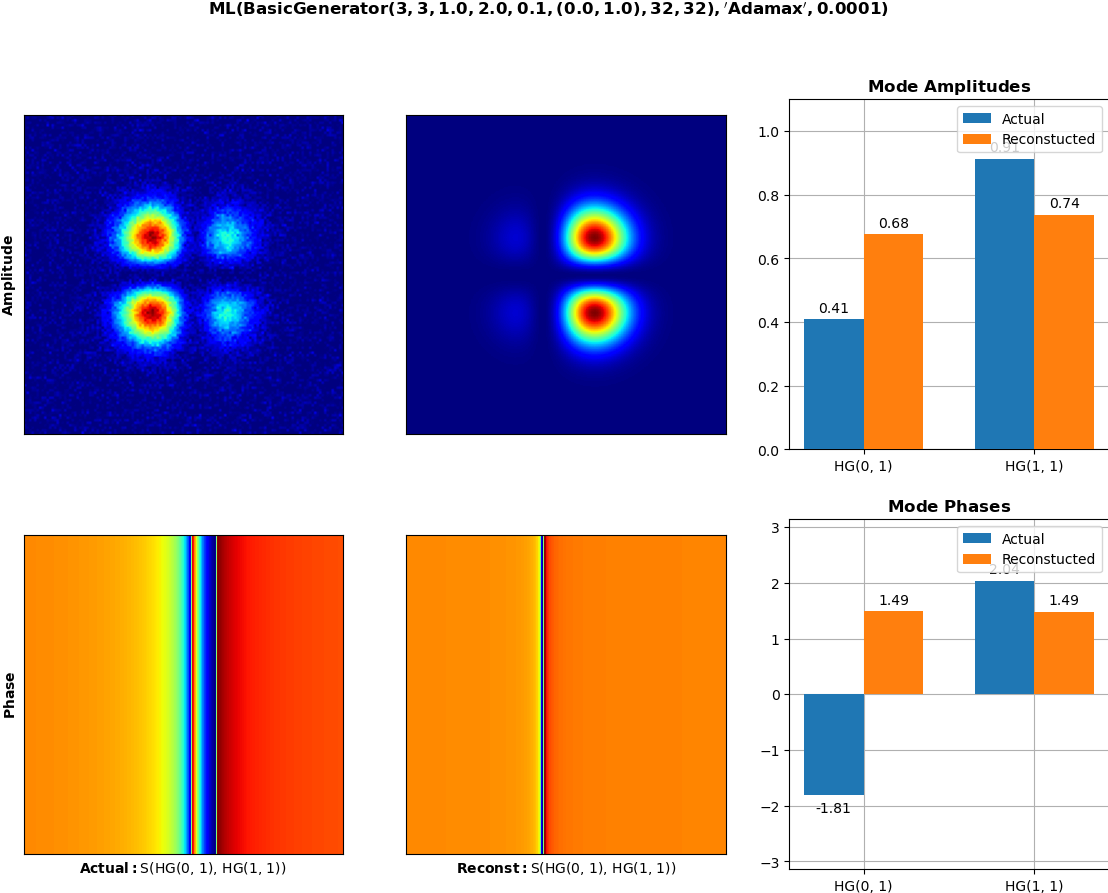 ML(BasicGenerator(3, 3, 1.0, 2.0, 0.1, (0.0, 1.0), 32, 32), ′Adamax′, 0.0001)
Mode Amplitudes
Actual
Reconstucted
Amplitude
1.0
0.8
0.6
0.4
0.2
0.0
0.41
0.68
0.91
0.74
HG(0, 1)
HG(1, 1)
Mode Phases
Actual
Reconstucted
Phase
3
2
1
0
−1
−2
−3
-1.81
1.49
2.04
1.49
HG(0, 1)
HG(1, 1)
Actual: S(HG(0, 1), HG(1, 1))
Reconst: S(HG(0, 1), HG(1, 1))